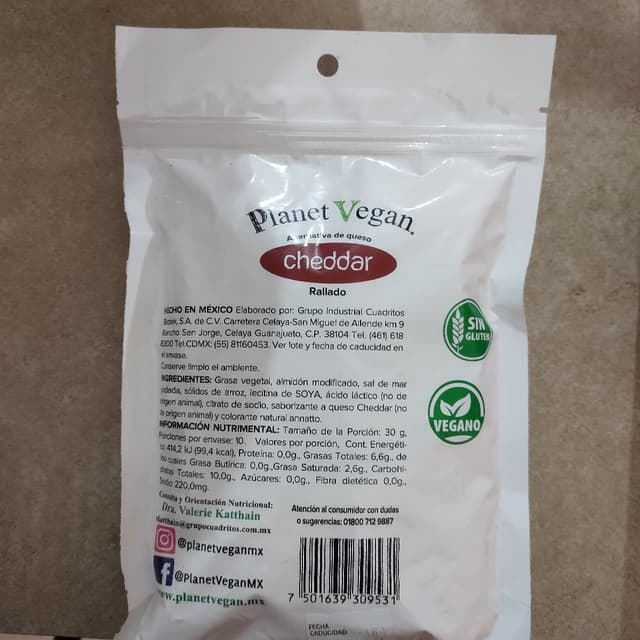 Planet Vegan.
Alternativa de queso
cheddar
Rallado
HECHO EN MÉXICO Elaborado por: Grupo Industrial Cuadritos
S.A. de C.V. Carretera Celaya-San Miguel de Allende km 9
Rancho San Jorge, Celaya Guanajuato, C.P. 38104 Tel. (461) 618
8300 Tel.CDMX: (55) 81160453. Ver lote y fecha de caducidad en
el envase.
Conserve limpio el ambiente.
INGREDIENTES: Grasa vegetal, almidón modificado, sal de mar
sólidos de arroz, lecitina de SOYA, ácido láctico (no de
origen animal), citrato de socio, saborizante a queso Cheddar (no
de origen animal) y colorante natural annatto.
INFORMACIÓN NUTRIMENTAL: Tamaño de la Porción: 30 g,
Porciones por envase: 10. Valores por porción, Cont. Energéti-
co 414,2 kJ (99,4 kcal), Proteína: 0,0g., Grasas Totales: 6,6g., de
los cuales Grasa Butírica: 0,0g.,Grasa Saturada: 2,6g., Carbohi-
dratos Totales: 10,0g., Azúcares: 0,0g., Fibra dietética 0,0g.,
Sodio: 220,0mg.
Consulta y Orientación Nutricional:
Dra. Valerie Katthain
@grupocuadritos.com.mx
@planetveganmx
@PlanetVeganMX
www.planetvegan.mx
SIN
GLUTEN
VEGANO
Atención al consumidor con dudas
o sugerencias: 01800 712 9887
7 501639 309531
FECHA
CADUCIDAD